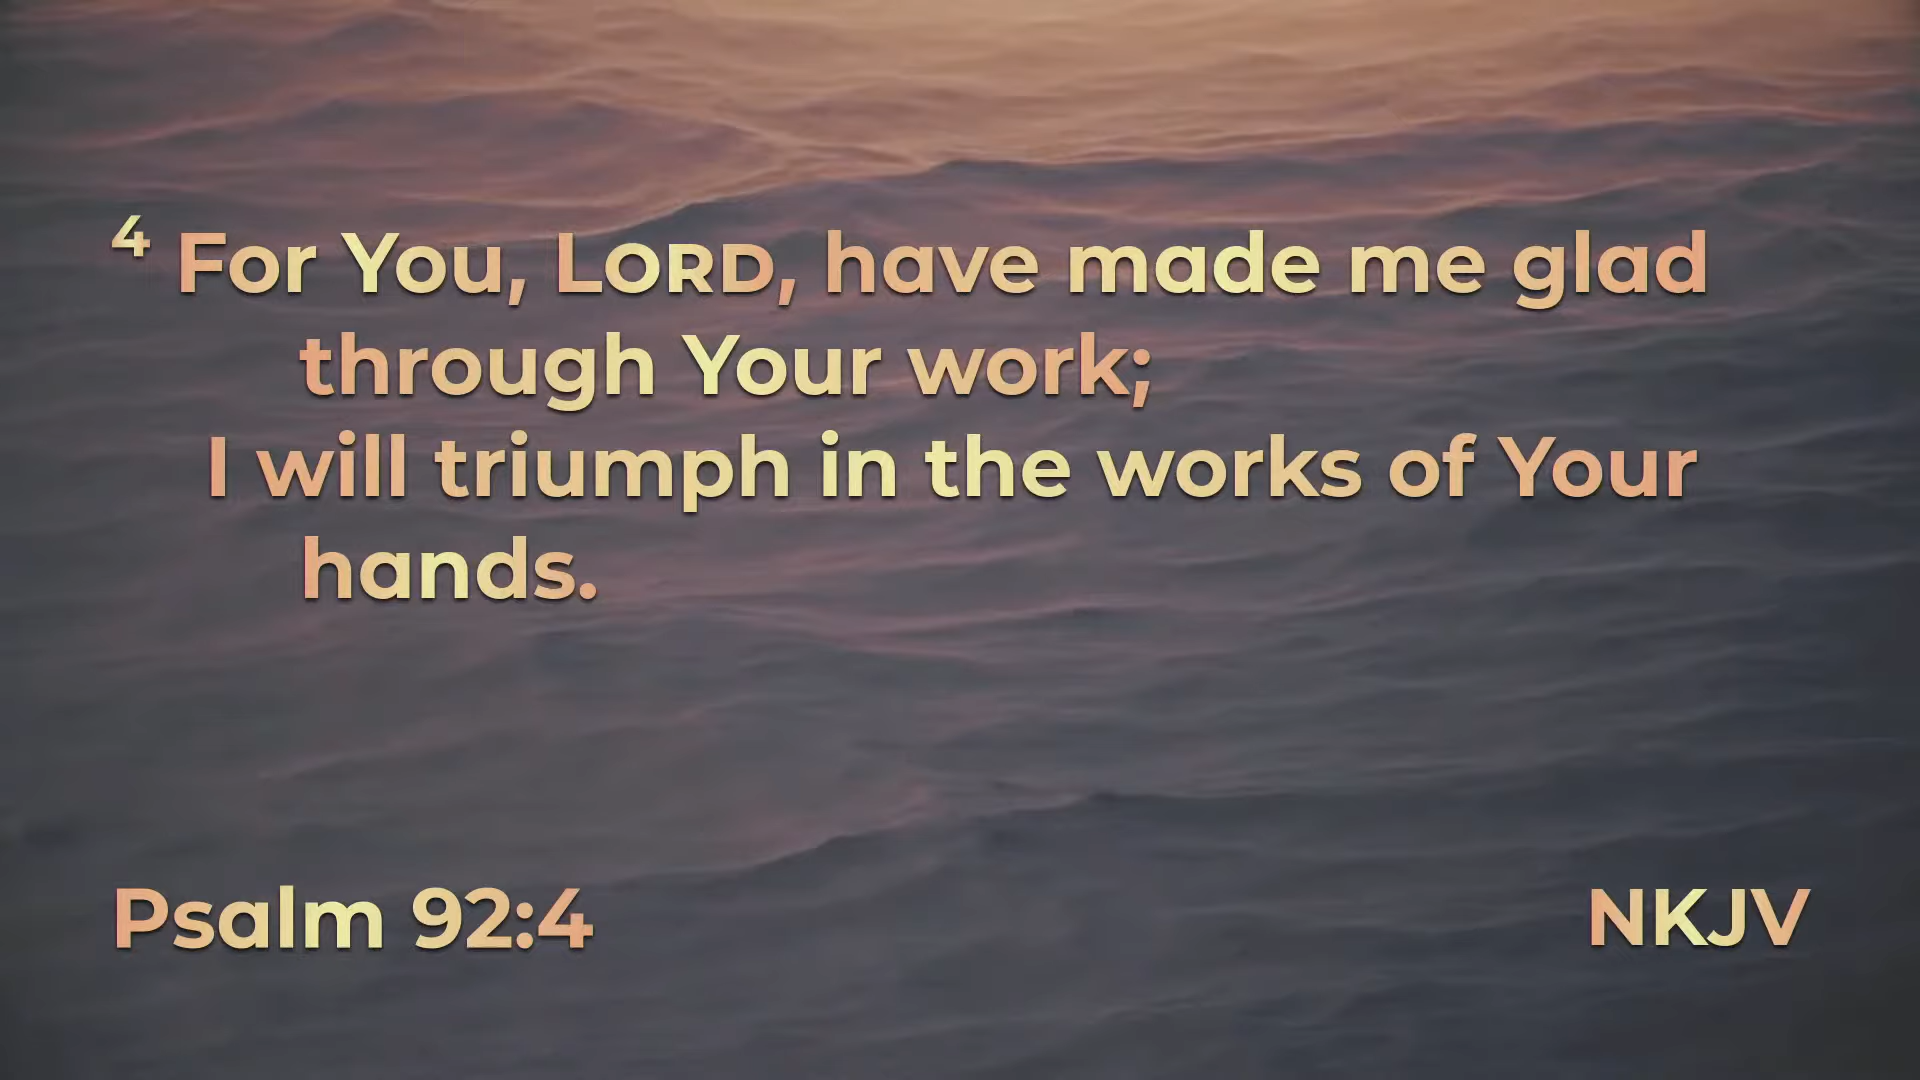 4 For You, LORD, have made me glad
through Your work;
I will triumph in the works of Your
hands.
Psalm 92:4
NKJV